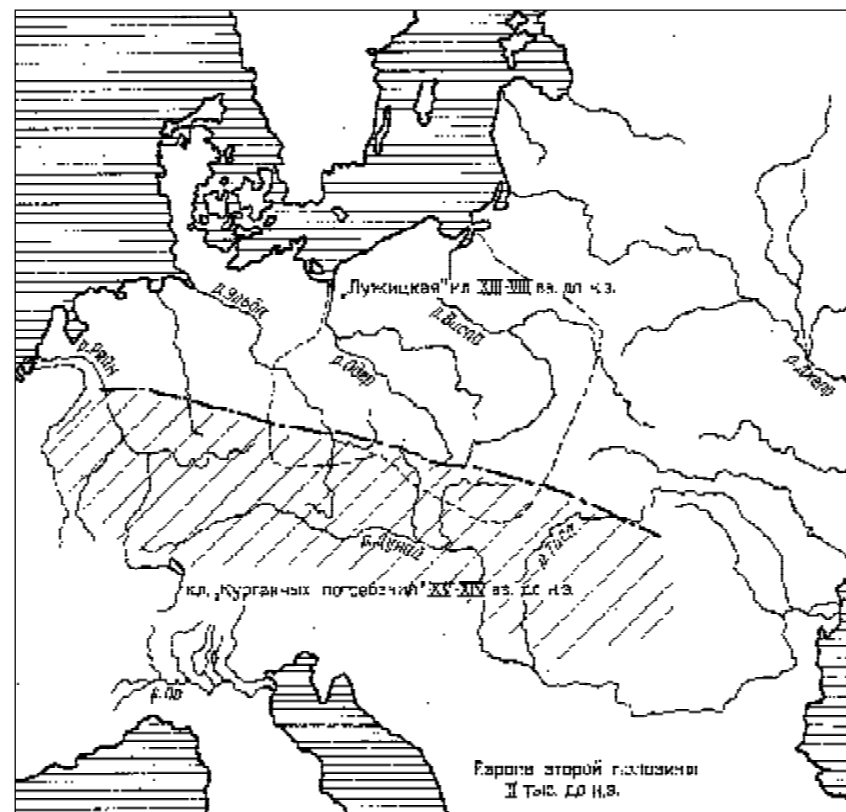 р. Эльба
„Лужицкая" кл XIII-VIII вв. до н.э.
р. Висла
р. Рейн
р. Одер
р. Днепр
р. Дунай
р. Тиса
кл. „Курганных погребений" XV-XIV вв. до н.э.
р. По
Европа второй половины
II тыс. до н.э.